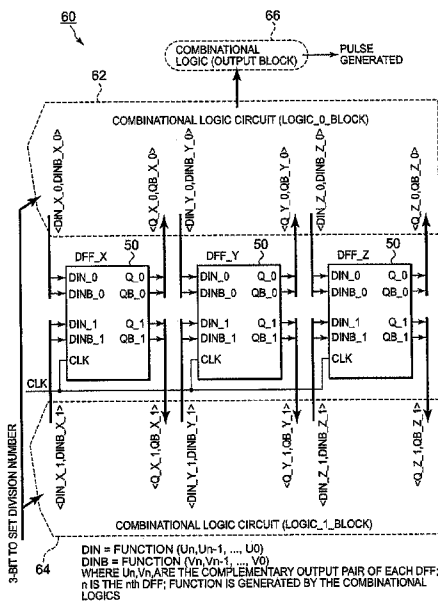 60
66
COMBINATIONAL
LOGIC (OUTPUT BLOCK)
PULSE
GENERATED
62
COMBINATIONAL LOGIC CIRCUIT (LOGIC_0_BLOCK)
<DIN_X_0,DINB_X_0>
<Q_X_0,QB_X_0>
<DIN_Y_0,DINB_Y_0>
<Q_Y_0,QB_Y_0>
<DIN_Z_0,DINB_Z_0>
<Q_Z_0,QB_Z_0>
DFF_X 50
DFF_Y 50
DFF_Z 50
DIN_0 Q_0
DINB_0 QB_0
DIN_1 Q_1
DINB_1 QB_1
CLK
DIN_0 Q_0
DINB_0 QB_0
DIN_1 Q_1
DINB_1 QB_1
CLK
DIN_0 Q_0
DINB_0 QB_0
DIN_1 Q_1
DINB_1 QB_1
CLK
CLK
3-BIT TO SET DIVISION NUMBER
<DIN_X_1,DINB_X_1>
<Q_X_1,QB_X_1>
<DIN_Y_1,DINB_Y_1>
<Q_Y_1,QB_Y_1>
<DIN_Z_1,DINB_Z_1>
<Q_Z_1,QB_Z_1>
COMBINATIONAL LOGIC CIRCUIT (LOGIC_1_BLOCK)
64
DIN = FUNCTION (Un,Un-1, ..., U0)
DINB = FUNCTION (Vn,Vn-1, ..., V0)
WHERE Un,Vn,ARE THE COMPLEMENTARY OUTPUT PAIR OF EACH DFF;
n IS THE nth DFF; FUNCTION IS GENERATED BY THE COMBINATIONAL
LOGICS